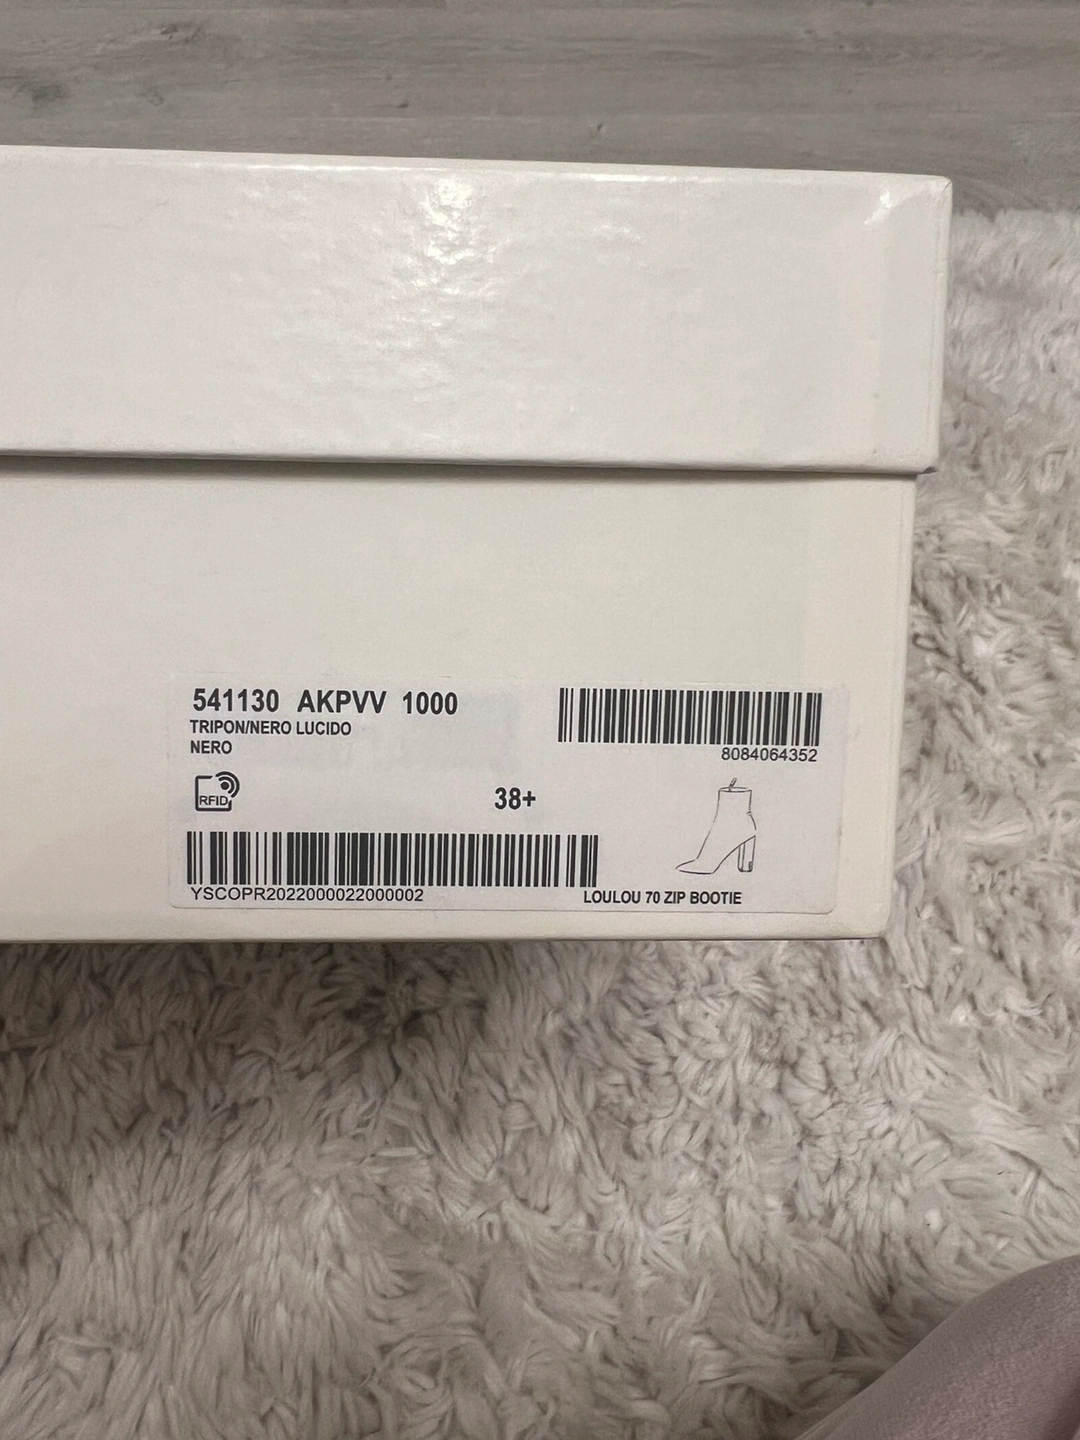 541130 AKPVV 1000
TRIPON/NERO LUCIDO
NERO
8084064352
RFID
38+
YSCOPR2022000022000002
LOULOU 70 ZIP BOOTIE